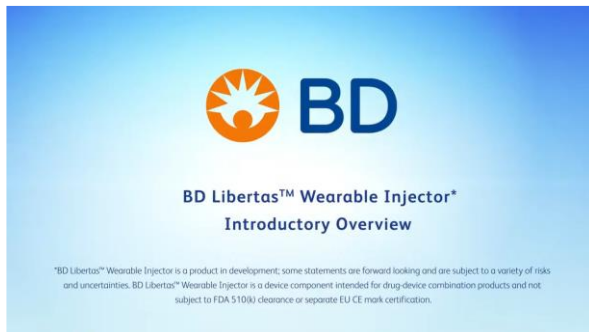 BD
BD Libertas™ Wearable Injector*
Introductory Overview
*BD Libertas™ Wearable Injector is a product in development; some statements are forward looking and are subject to a variety of risks
and uncertainties. BD Libertas™ Wearable Injector is a device component intended for drug-device combination products and not
subject to FDA 510(k) clearance or separate EU CE mark certification.